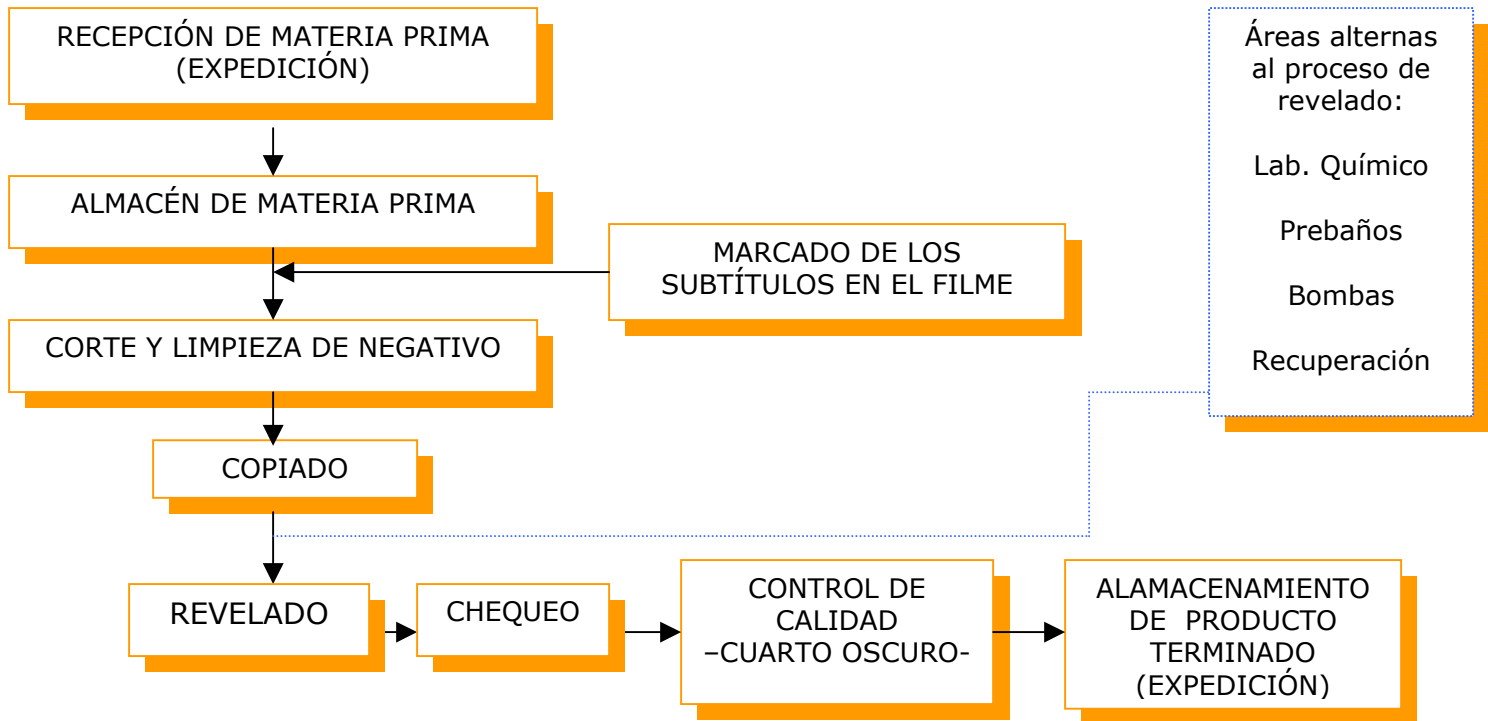 RECEPCIÓN DE MATERIA PRIMA
(EXPEDICIÓN)
ALMACÉN DE MATERIA PRIMA
MARCADO DE LOS
SUBTÍTULOS EN EL FILME
CORTE Y LIMPIEZA DE NEGATIVO
COPIADO
Áreas alternas
al proceso de
revelado:
Lab. Químico
Prebaños
Bombas
Recuperación
REVELADO
CHEQUEO
CONTROL DE
CALIDAD
–CUARTO OSCURO-
ALAMACENAMIENTO
DE PRODUCTO
TERMINADO
(EXPEDICIÓN)